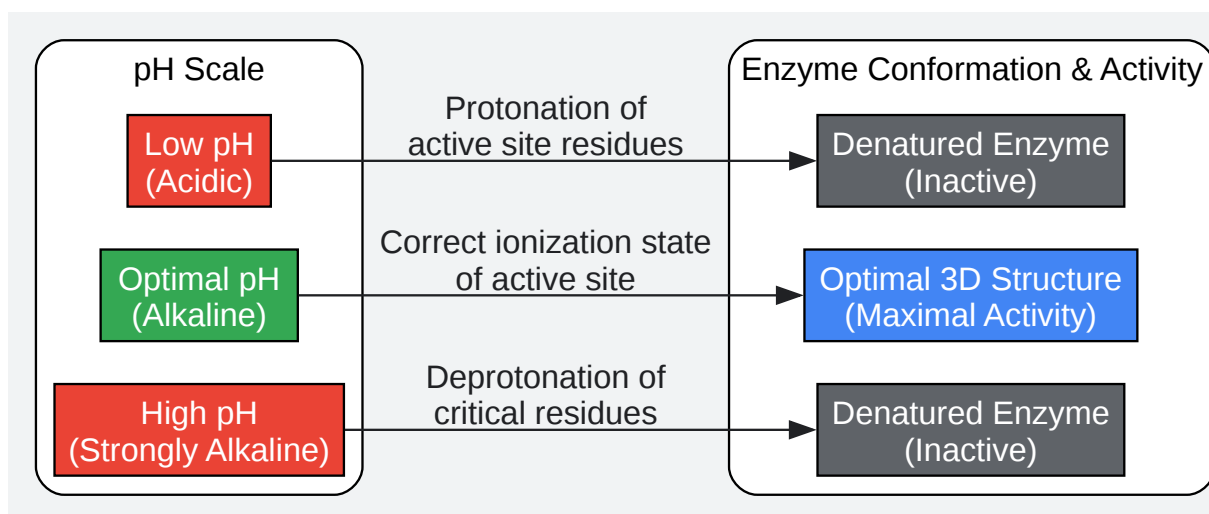 pH Scale
Enzyme Conformation & Activity
Low pH
(Acidic)
Protonation of
active site residues
Denatured Enzyme
(Inactive)
Optimal pH
(Alkaline)
Correct ionization state
of active site
Optimal 3D Structure
(Maximal Activity)
High pH
(Strongly Alkaline)
Deprotonation of
critical residues
Denatured Enzyme
(Inactive)